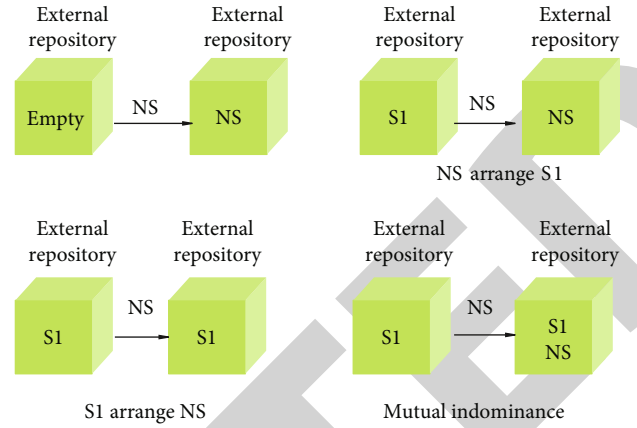 External
repository
External
repository
Empty
NS
NS
External
repository
External
repository
S1
NS
NS
NS arrange S1
External
repository
External
repository
S1
NS
S1
S1 arrange NS
External
repository
External
repository
S1
NS
S1
NS
Mutual indominance